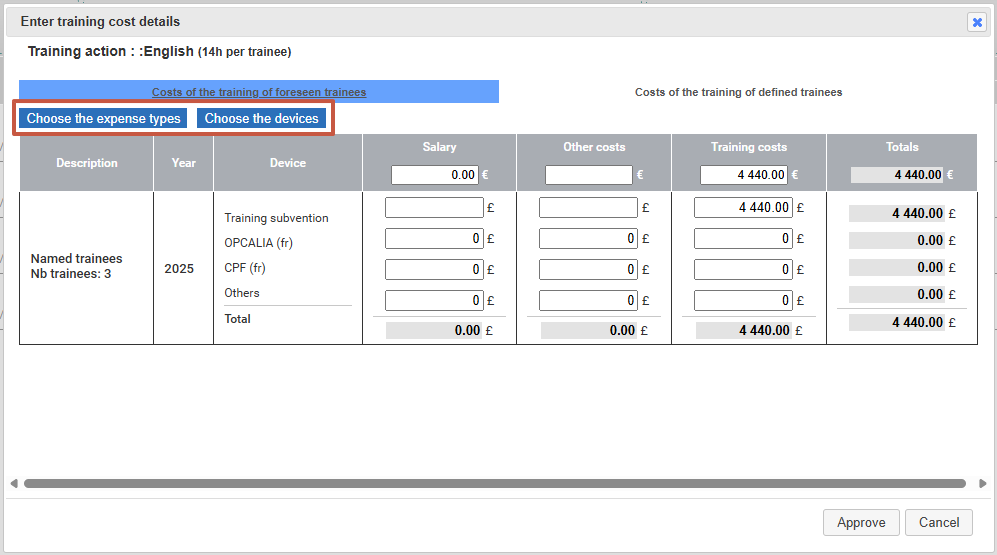 Enter training cost details
Training action : :English (14h per trainee)
Costs of the training of foreseen trainees Costs of the training of defined trainees
Choose the expense types Choose the devices
Description Year Device Salary Other costs Training costs Totals
0.00 € € 4 440.00 € 4 440.00 €
Training subvention £ £ 4 440.00 £ 4 440.00 £
OPCALIA (fr) 0 £ 0 £ 0 £ 0.00 £
Named trainees
Nb trainees: 3
2025
CPF (fr) 0 £ 0 £ 0 £ 0.00 £
Others 0 £ 0 £ 0 £ 0.00 £
Total 0.00 £ 0.00 £ 4 440.00 £ 4 440.00 £
Approve Cancel